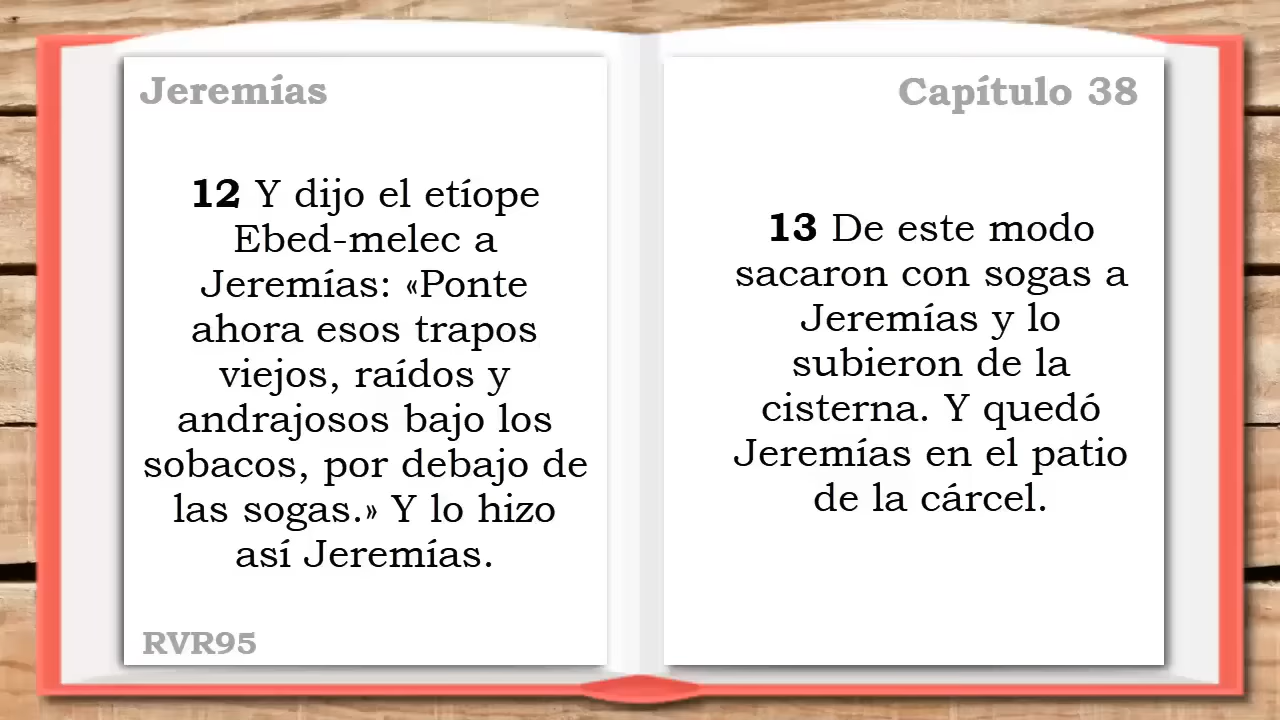 Jeremías
12 Y dijo el etíope
Ebed-melec a
Jeremías: «Ponte
ahora esos trapos
viejos, raídos y
andrajosos bajo los
sobacos, por debajo de
las sogas.» Y lo hizo
así Jeremías.
RVR95
Capítulo 38
13 De este modo
sacaron con sogas a
Jeremías y lo
subieron de la
cisterna. Y quedó
Jeremías en el patio
de la cárcel.